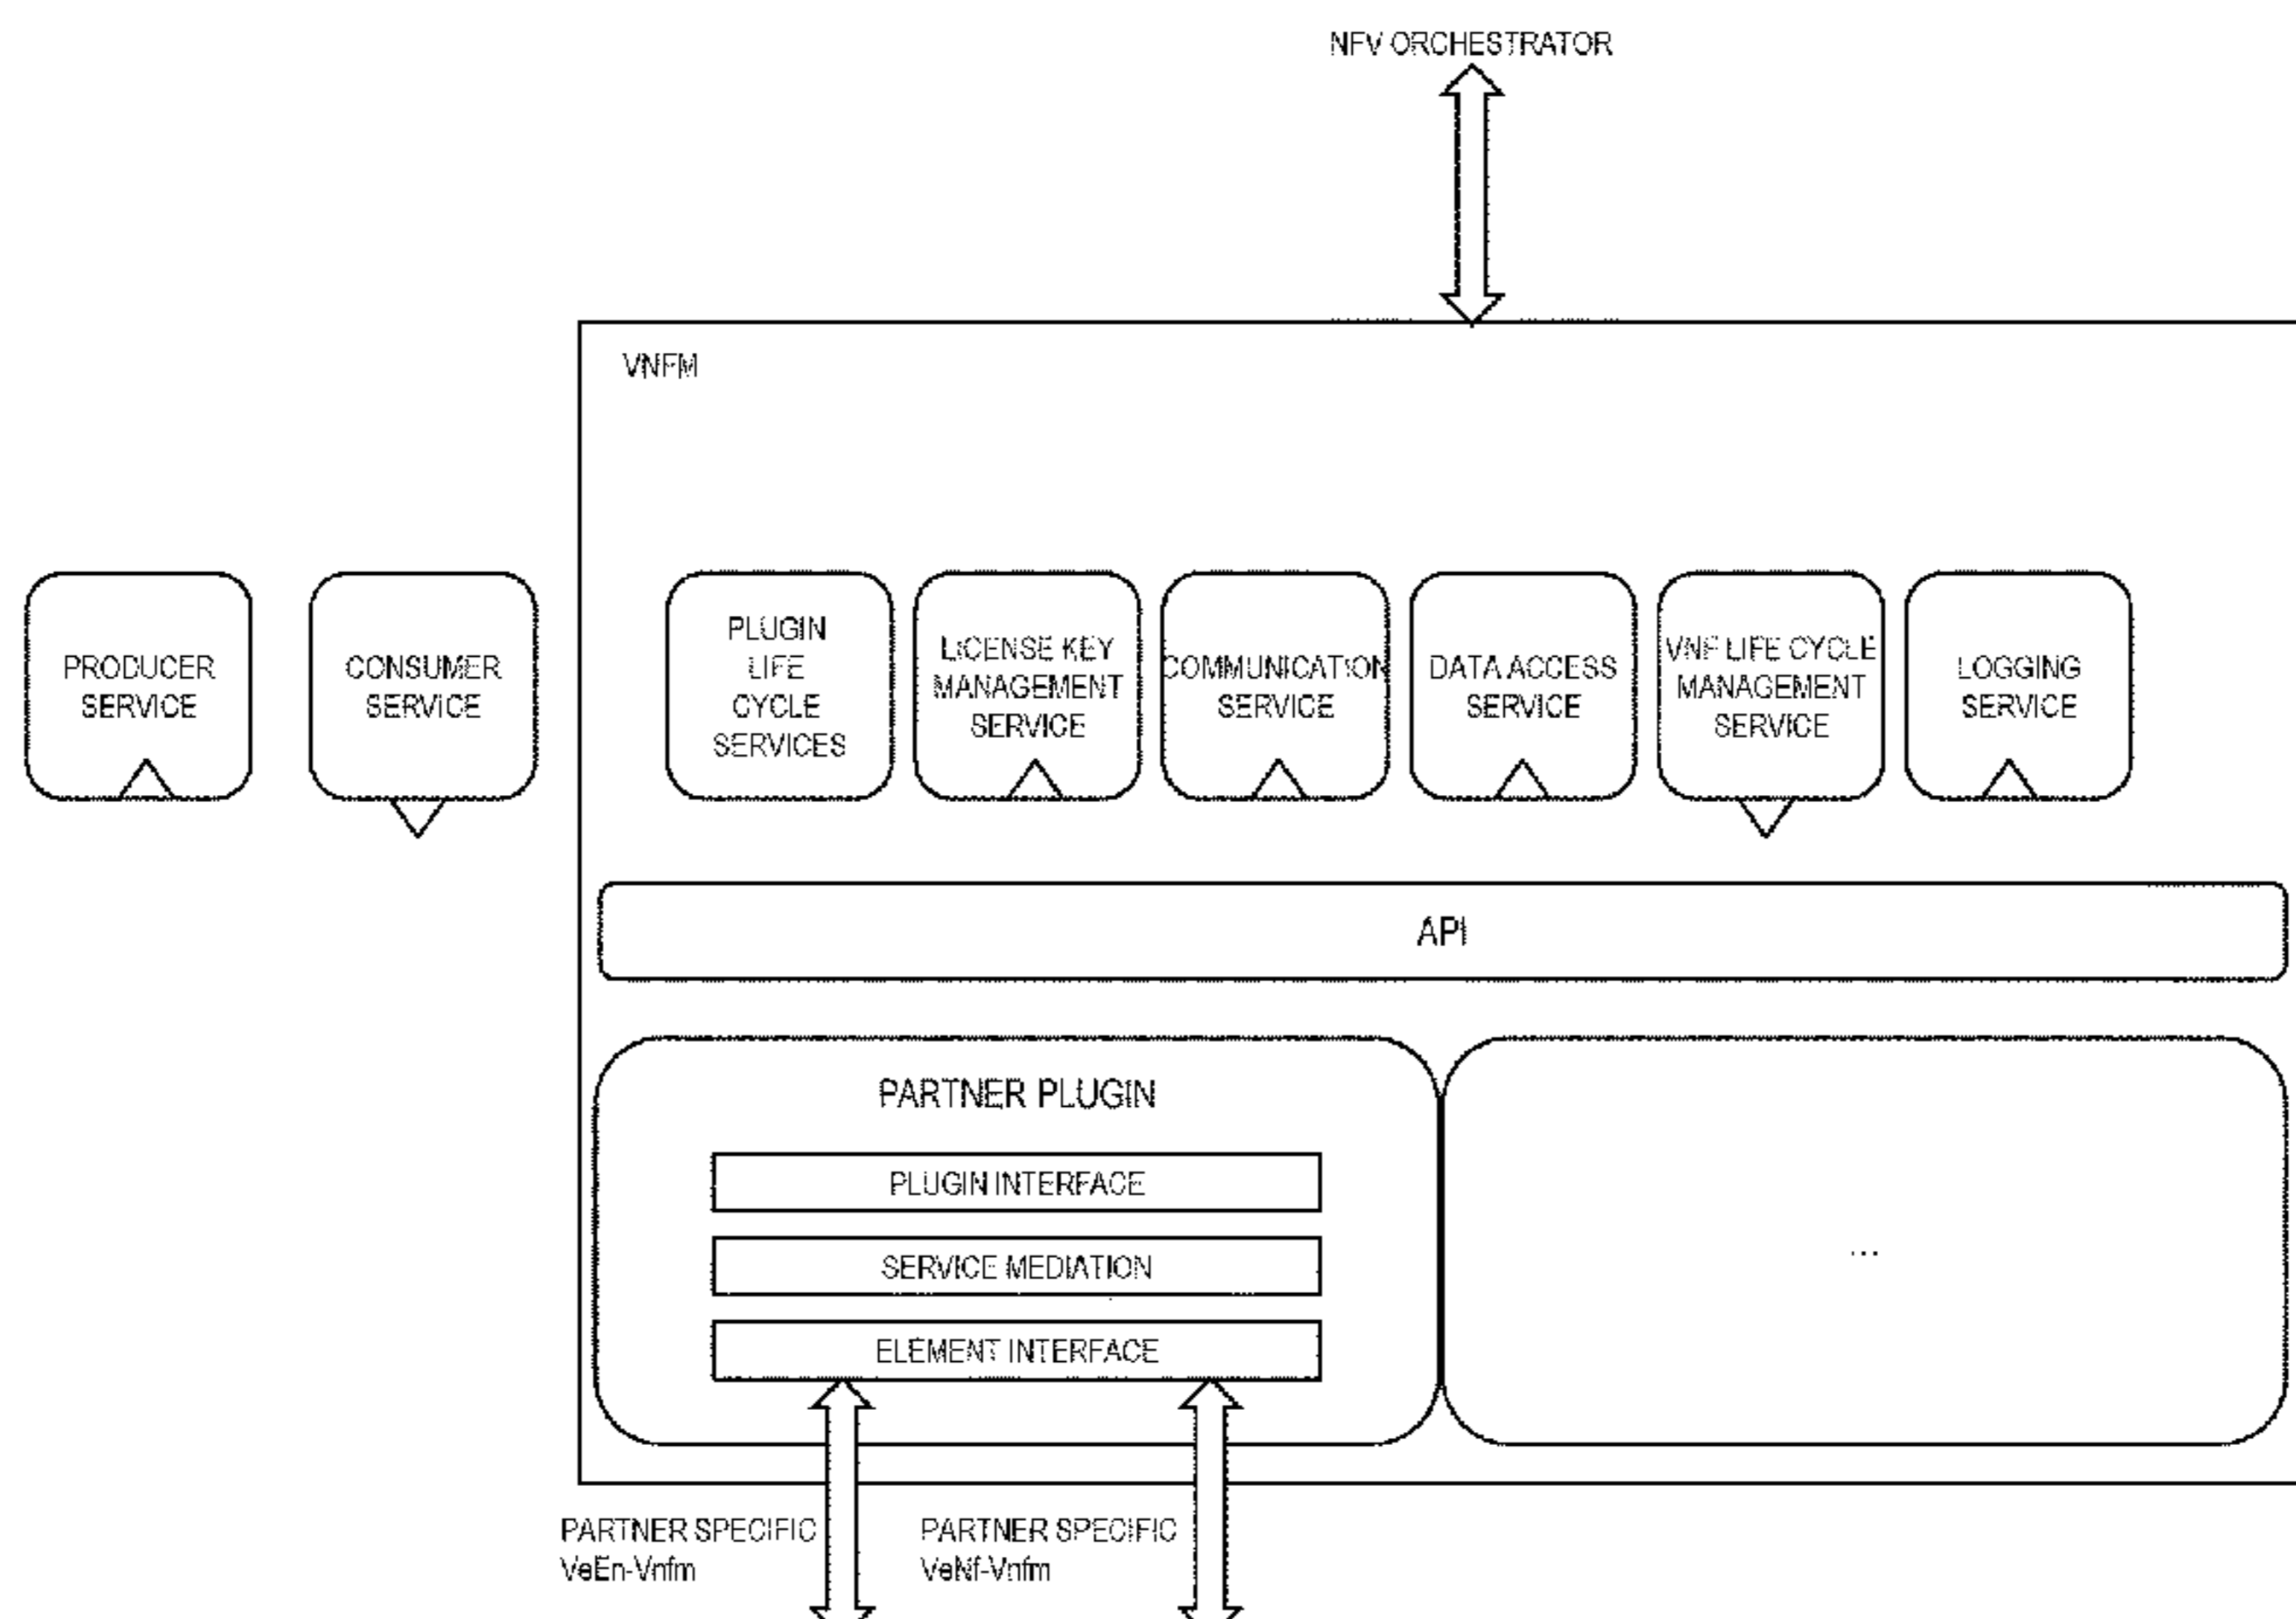 NFV ORCHESTRATOR
VNFM
PRODUCER
SERVICE
CONSUMER
SERVICE
PLUGIN
LIFE
CYCLE
SERVICES
LICENSE KEY
MANAGEMENT
SERVICE
COMMUNICATION
SERVICE
DATA ACCESS
SERVICE
VNF LIFE CYCLE
MANAGEMENT
SERVICE
LOGGING
SERVICE
API
PARTNER PLUGIN
PLUGIN INTERFACE
SERVICE MEDIATION
ELEMENT INTERFACE
...
PARTNER SPECIFIC
VeEn-Vnfm
PARTNER SPECIFIC
VeNf-Vnfm